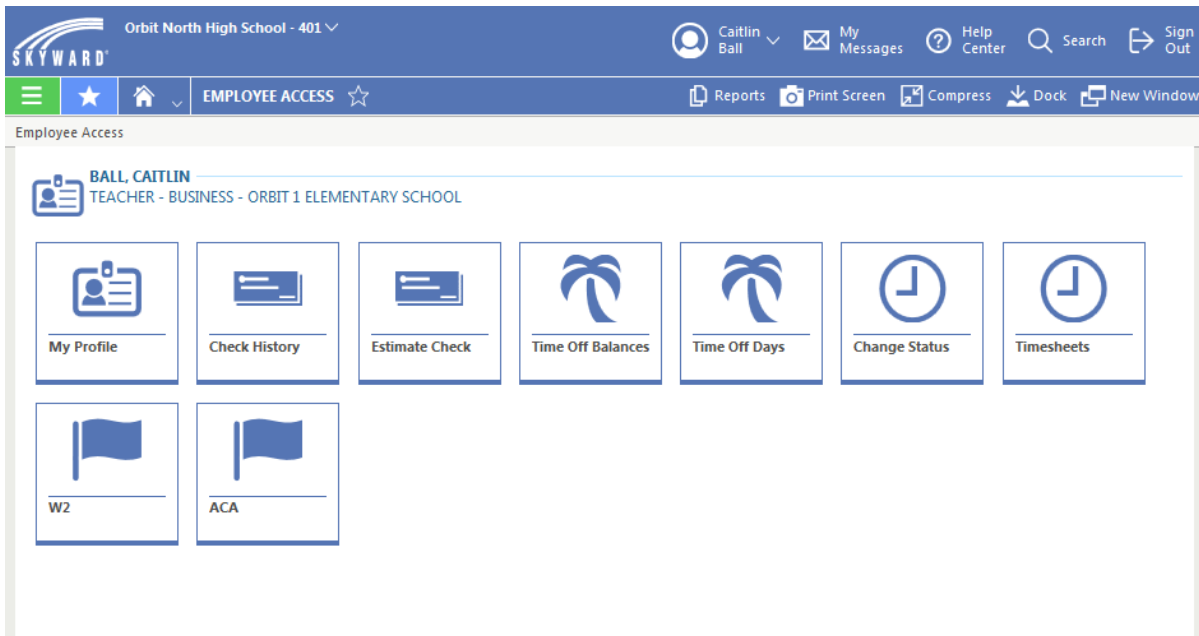 SKYWARD
Orbit North High School - 401
Caitlin
Ball
My
Messages
Help
Center
Search
Sign
Out
EMPLOYEE ACCESS
Reports
Print Screen
Compress
Dock
New Window
Employee Access
BALL, CAITLIN
TEACHER - BUSINESS - ORBIT 1 ELEMENTARY SCHOOL
My Profile
Check History
Estimate Check
Time Off Balances
Time Off Days
Change Status
Timesheets
W2
ACA